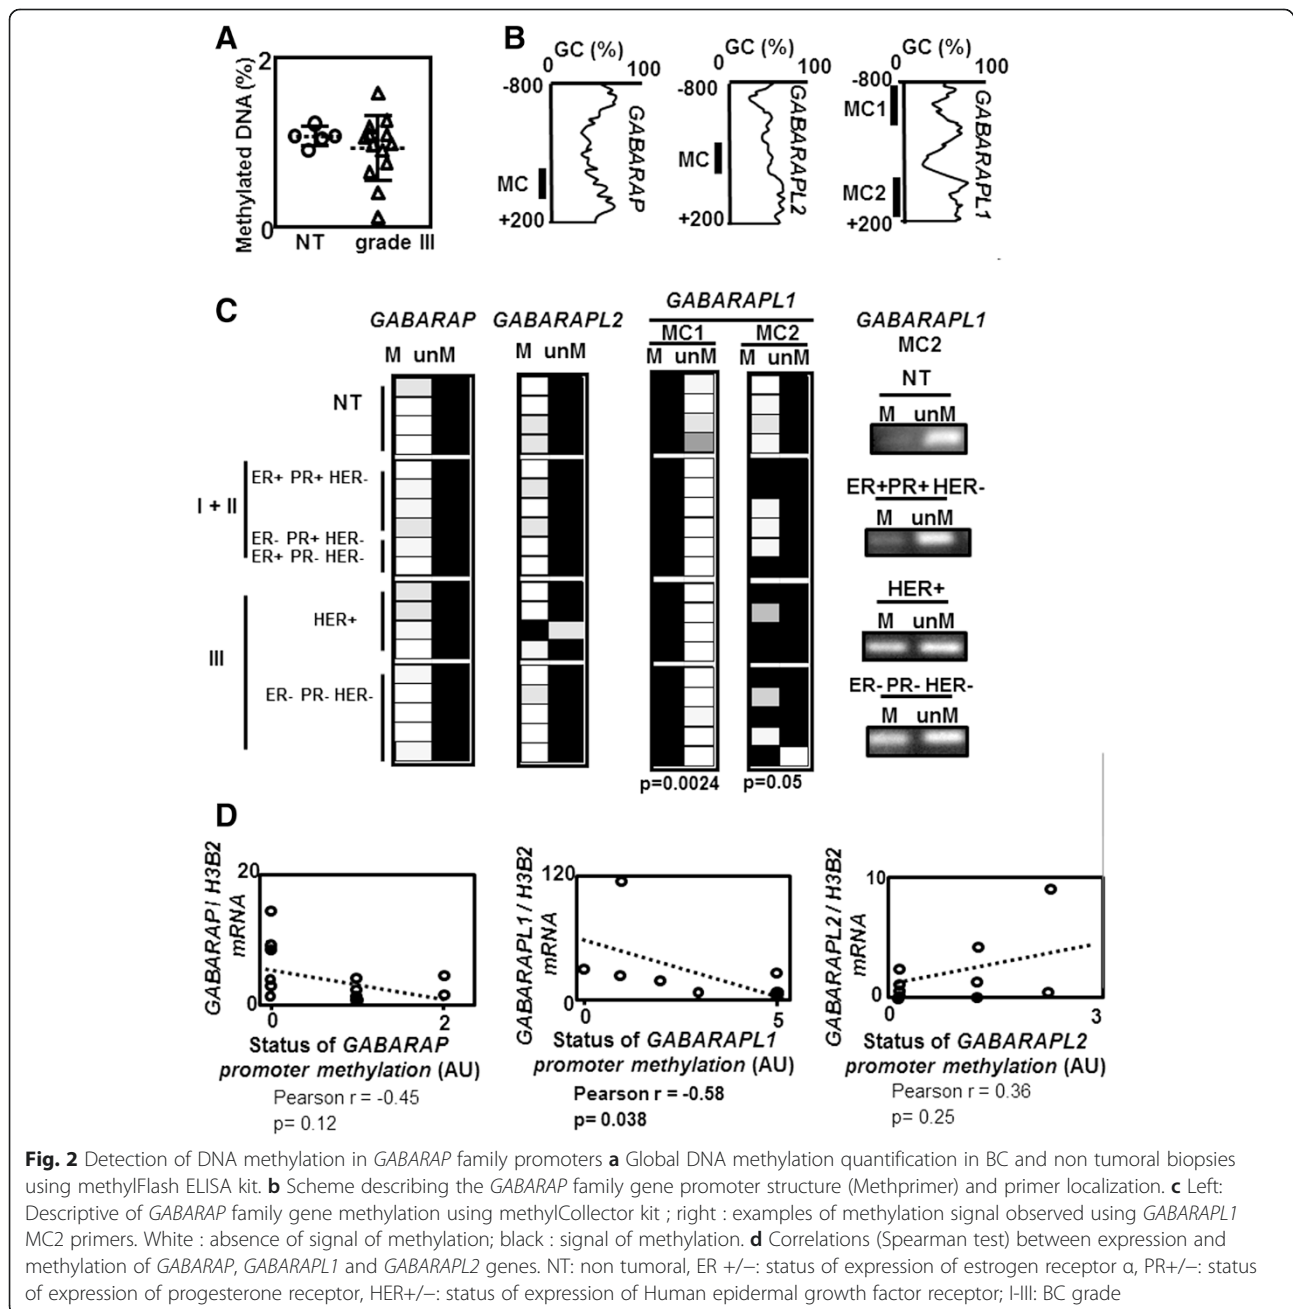 A
2
Methylated DNA (%)
0
NT grade III
B
GC (%)
0 100
-800
MC
+200
GABARAP
GC (%)
0 100
-800
MC
+200
GABARAPL2
GC (%)
0 100
-800
MC1
MC2
+200
GABARAPL1
C
GABARAP
M unM
GABARAPL2
M unM
GABARAPL1
MC1 MC2
M unM M unM
NT
I + II
ER+ PR+ HER-
ER- PR+ HER-
ER+ PR- HER-
III
HER+
ER- PR- HER-
p=0.0024 p=0.05
GABARAPL1
MC2
NT
M unM
ER+PR+ HER-
M unM
HER+
M unM
ER- PR- HER-
M unM
D
GABARAP/ H3B2
mRNA
20
0
0 2
Status of GABARAP
promoter methylation (AU)
Pearson r = -0.45
p= 0.12
GABARAPL1/ H3B2
mRNA
120
0
0 5
Status of GABARAPL1
promoter methylation (AU)
Pearson r = -0.58
p= 0.038
GABARAPL2/ H3B2
mRNA
10
0
0 3
Status of GABARAPL2
promoter methylation (AU)
Pearson r = 0.36
p= 0.25
Fig. 2 Detection of DNA methylation in GABARAP family promoters a Global DNA methylation quantification in BC and non tumoral biopsies
using methylFlash ELISA kit. b Scheme describing the GABARAP family gene promoter structure (Methprimer) and primer localization. c Left:
Descriptive of GABARAP family gene methylation using methylCollector kit ; right : examples of methylation signal observed using GABARAPL1
MC2 primers. White : absence of signal of methylation; black : signal of methylation. d Correlations (Spearman test) between expression and
methylation of GABARAP, GABARAPL1 and GABARAPL2 genes. NT: non tumoral, ER +/−: status of expression of estrogen receptor α, PR+/−: status
of expression of progesterone receptor, HER+/−: status of expression of Human epidermal growth factor receptor; I-III: BC grade